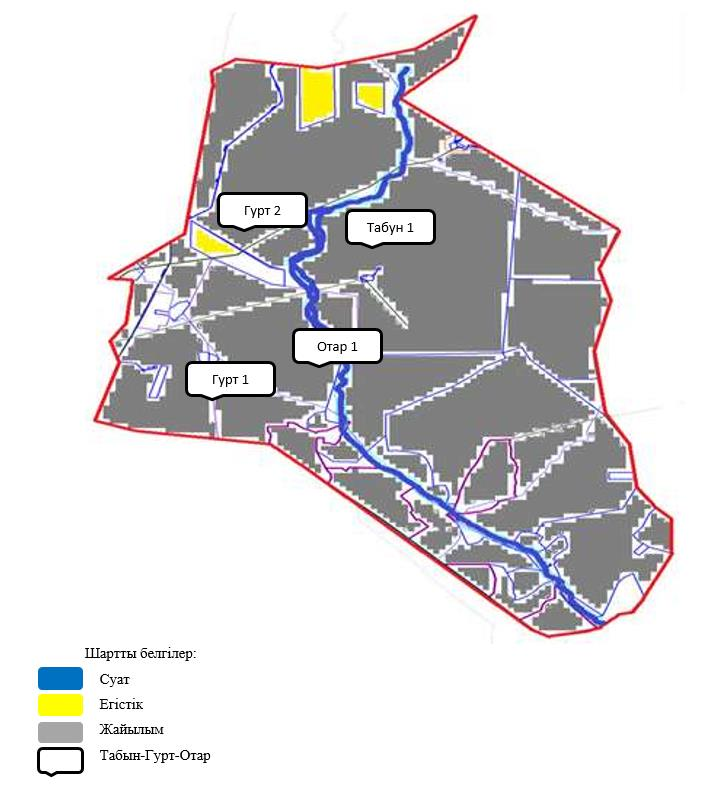 Гурт 2
Табун 1
Отар 1
Гурт 1
Шартты белгілер:
Суат
Егістік
Жайылым
Табын-Гурт-Отар